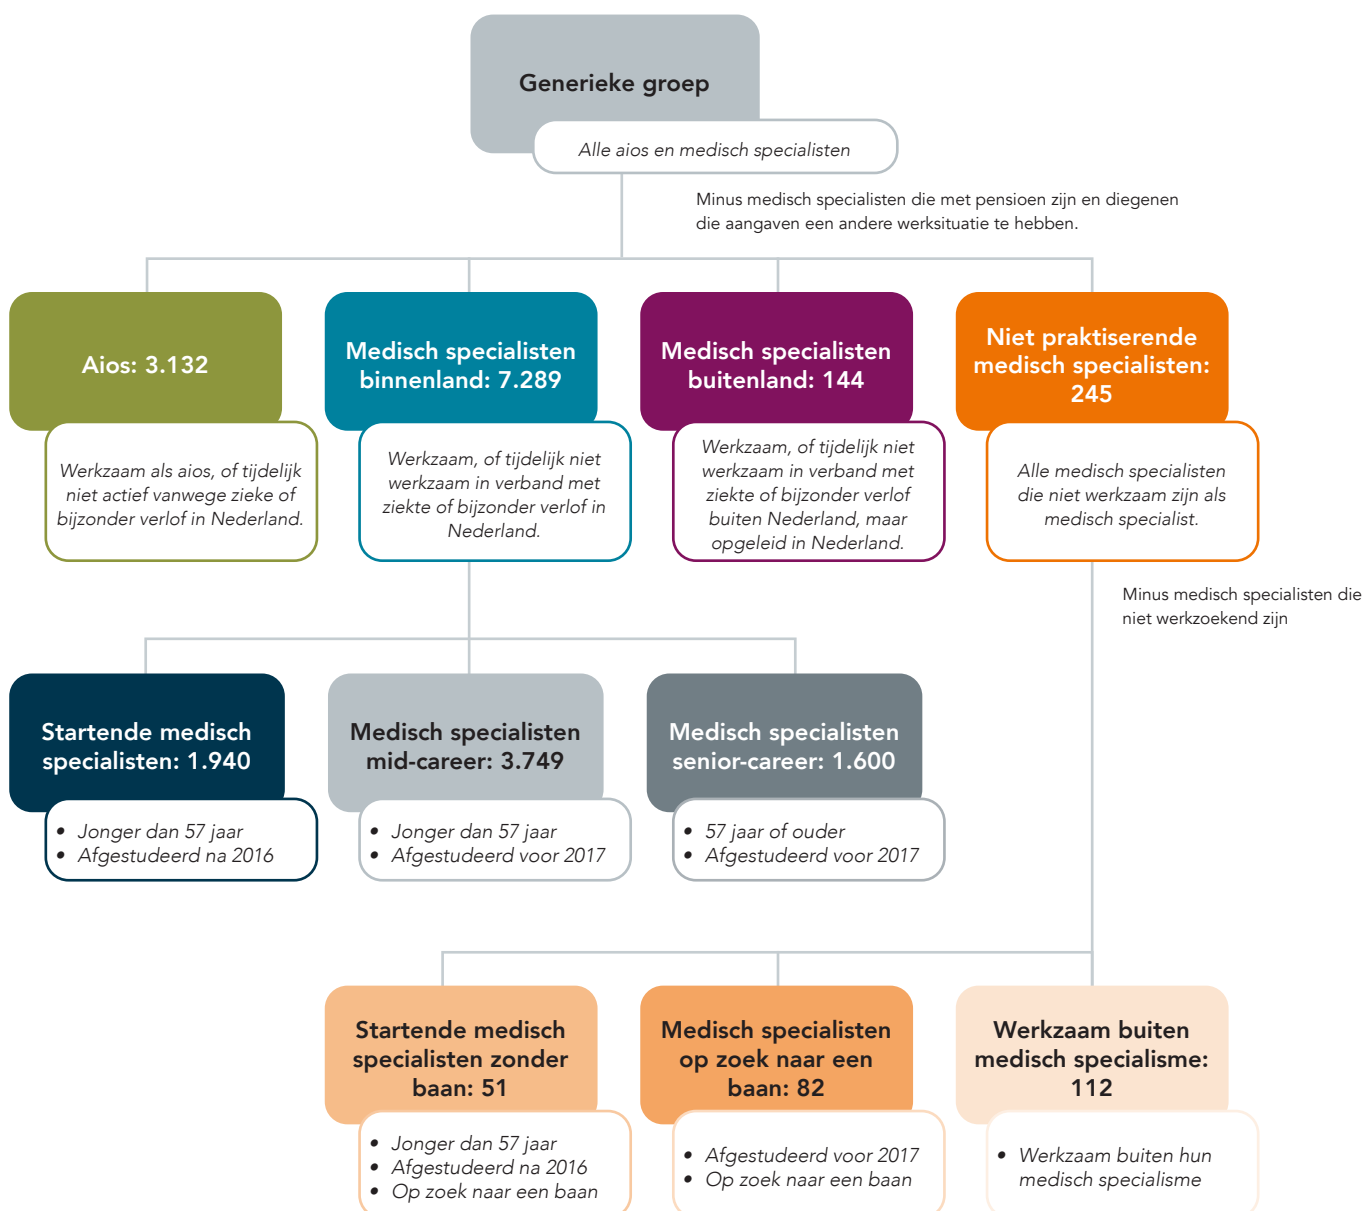 Generieke groep
Alle aios en medisch specialisten
Minus medisch specialisten die met pensioen zijn en diegenen
die aangaven een andere werksituatie te hebben.
Aios: 3.132
Werkzaam als aios, of tijdelijk
niet actief vanwege zieke of
bijzonder verlof in Nederland.
Medisch specialisten
binnenland: 7.289
Werkzaam, of tijdelijk niet
werkzaam in verband met
ziekte of bijzonder verlof in
Nederland.
Medisch specialisten
buitenland: 144
Werkzaam, of tijdelijk niet
werkzaam in verband met
ziekte of bijzonder verlof
buiten Nederland, maar
opgeleid in Nederland.
Niet praktiserende
medisch specialisten:
245
Alle medisch specialisten
die niet werkzaam zijn als
medisch specialist.
Minus medisch specialisten die
niet werkzoekend zijn
Startende medisch
specialisten: 1.940
• Jonger dan 57 jaar
• Afgestudeerd na 2016
Medisch specialisten
mid-career: 3.749
• Jonger dan 57 jaar
• Afgestudeerd voor 2017
Medisch specialisten
senior-career: 1.600
• 57 jaar of ouder
• Afgestudeerd voor 2017
Startende medisch
specialisten zonder
baan: 51
• Jonger dan 57 jaar
• Afgestudeerd na 2016
• Op zoek naar een baan
Medisch specialisten
op zoek naar een
baan: 82
• Afgestudeerd voor 2017
• Op zoek naar een baan
Werkzaam buiten
medisch specialisme:
112
• Werkzaam buiten hun
medisch specialisme